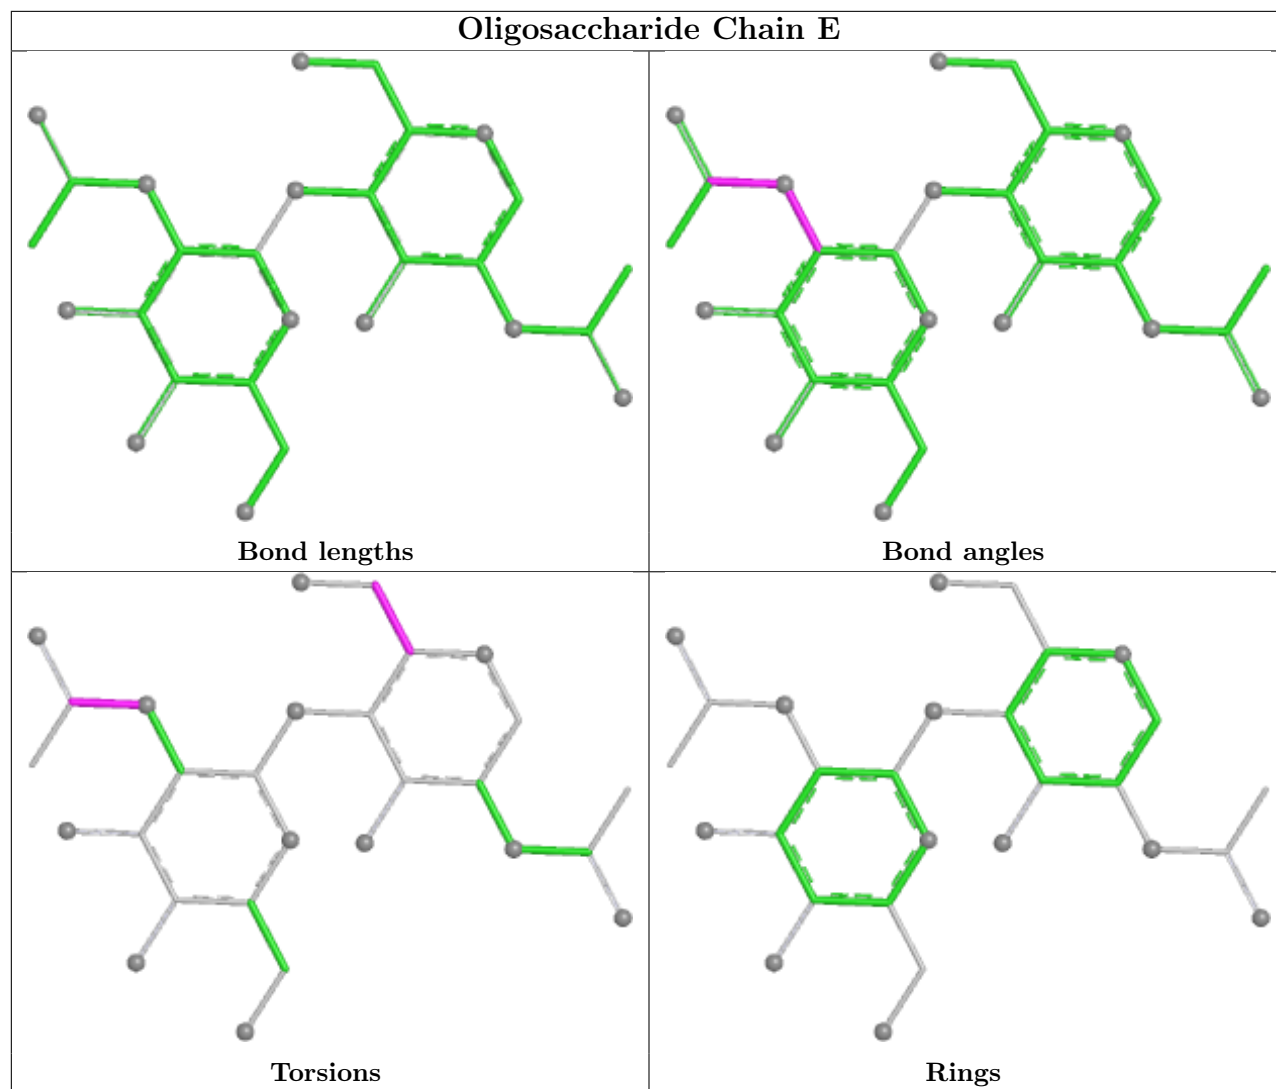 Oligosaccharide Chain E
Bond lengths
Bond angles
Torsions
Rings